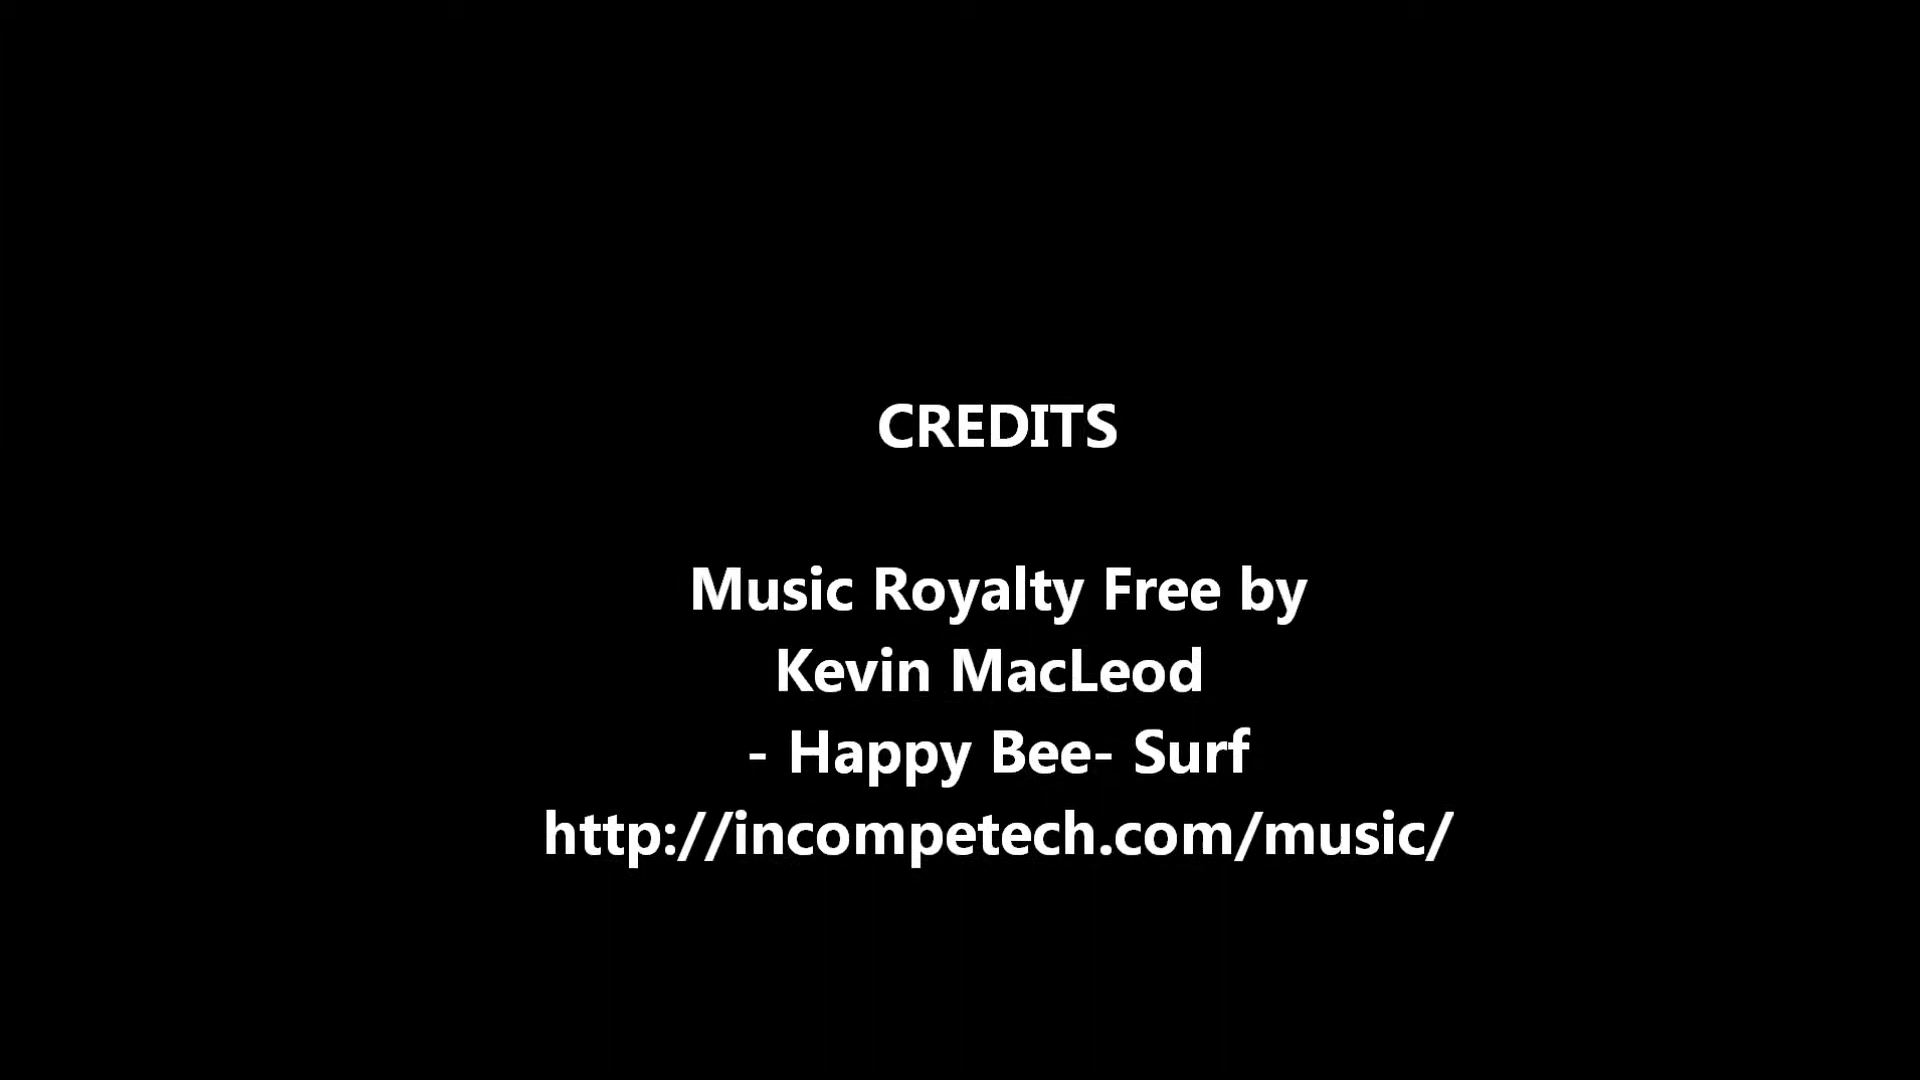 CREDITS
Music Royalty Free by
Kevin MacLeod
- Happy Bee- Surf
http://incompetech.com/music/